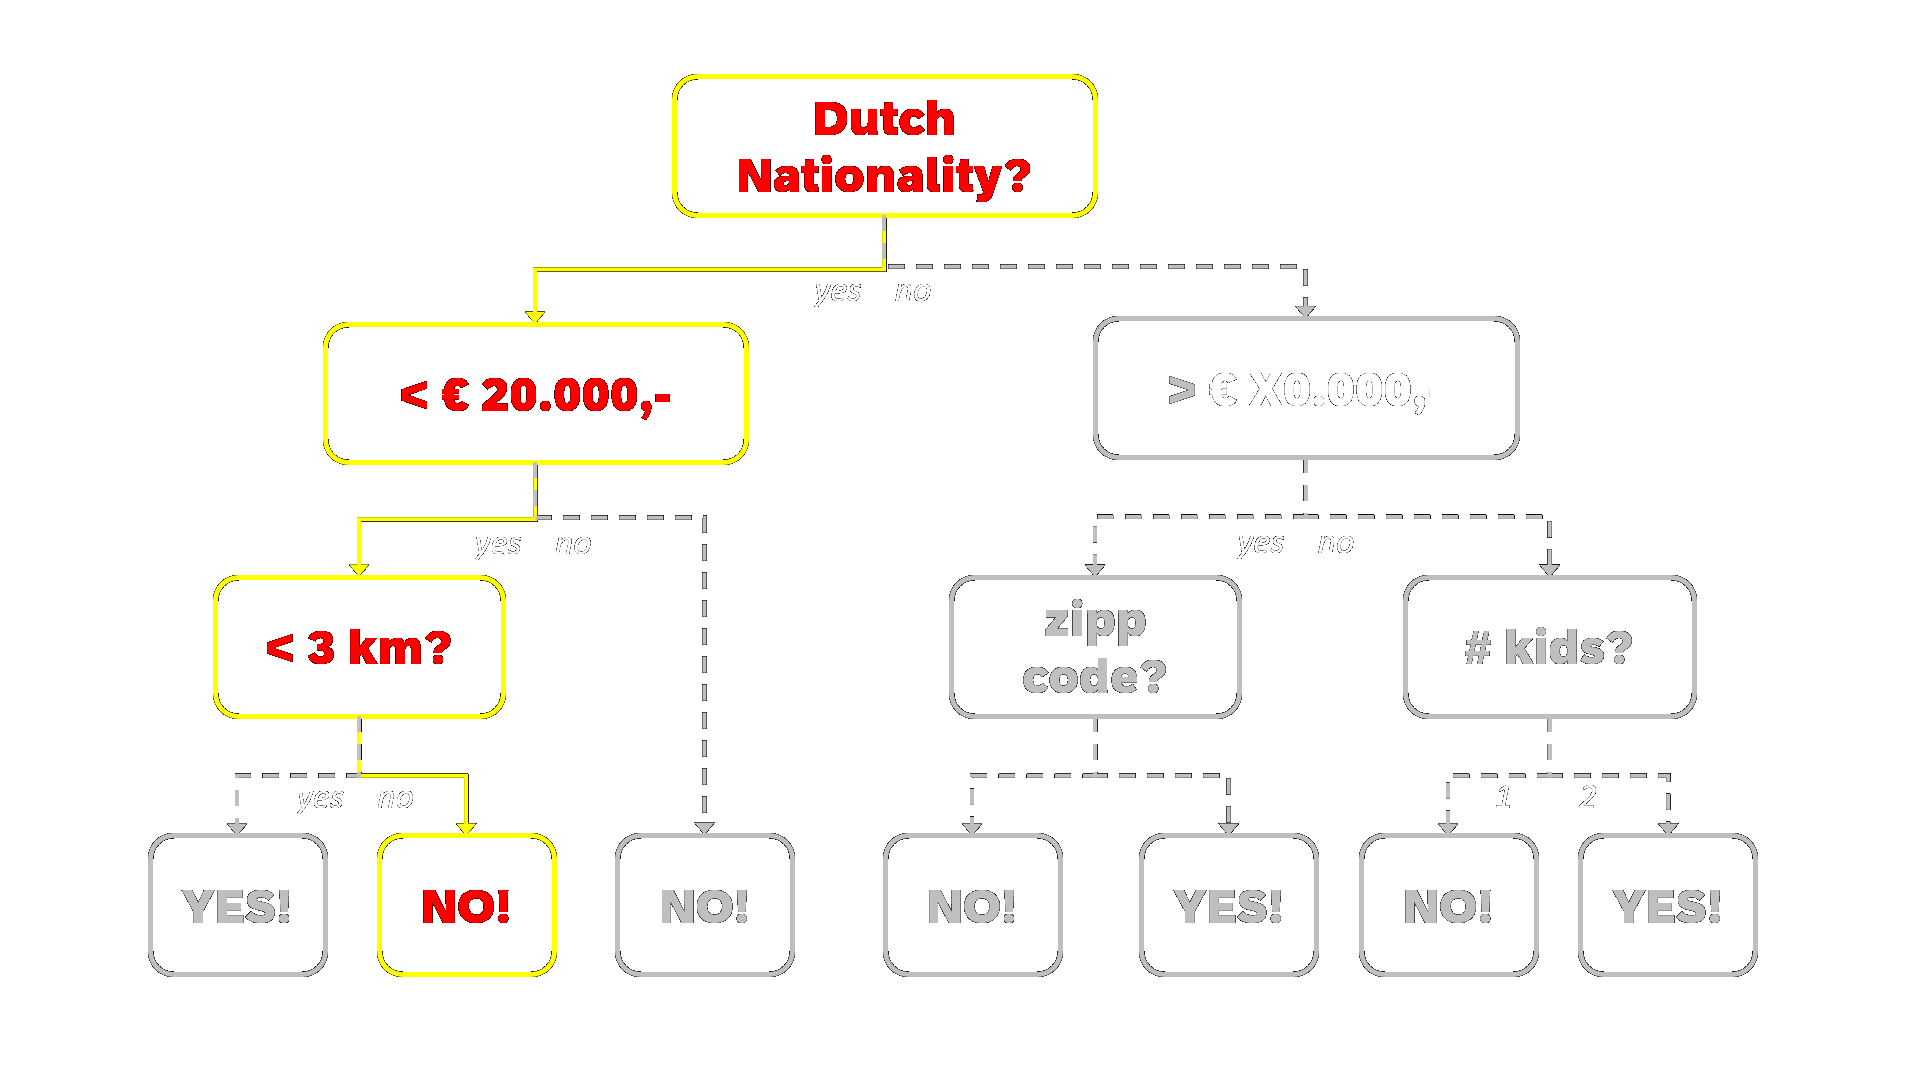 Dutch
Nationality?
yes no
< € 20.000,-
> € X0.000,-
yes no
yes no
< 3 km?
zipp
code?
# kids?
yes no
1 2
YES!
NO!
NO!
NO!
YES!
NO!
YES!